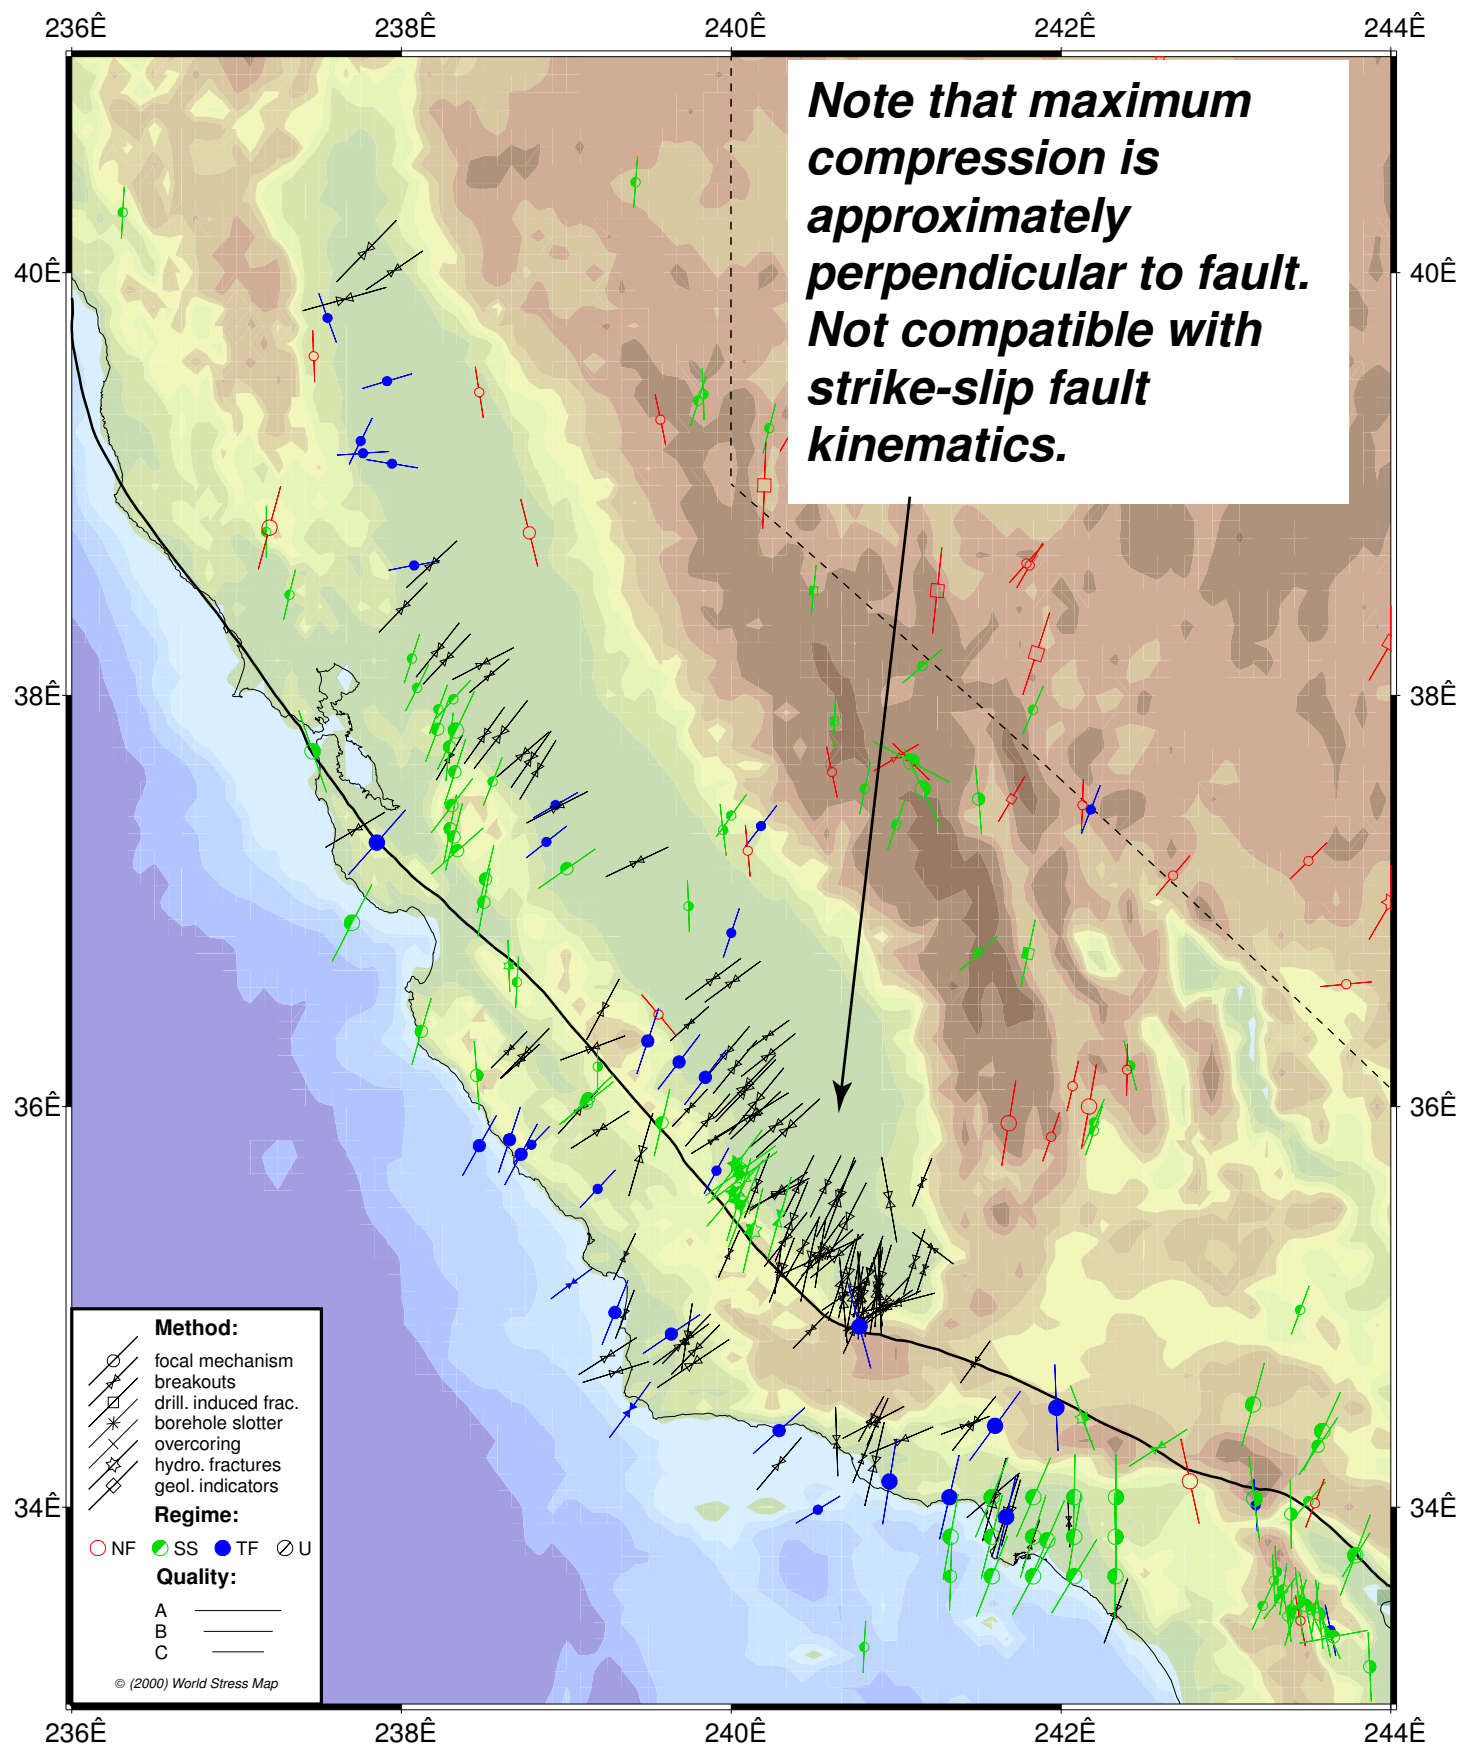 236Ê 238Ê 240Ê 242Ê 244Ê
Note that maximum
compression is
approximately
perpendicular to fault.
Not compatible with
strike-slip fault
kinematics.
40Ê 40Ê
38Ê 38Ê
36Ê 36Ê
34Ê 34Ê
Method:
focal mechanism
breakouts
drill. induced frac.
borehole slotter
overcoring
hydro. fractures
geol. indicators
Regime:
NF SS TF U
Quality:
A
B
C
© (2000) World Stress Map
236Ê 238Ê 240Ê 242Ê 244Ê